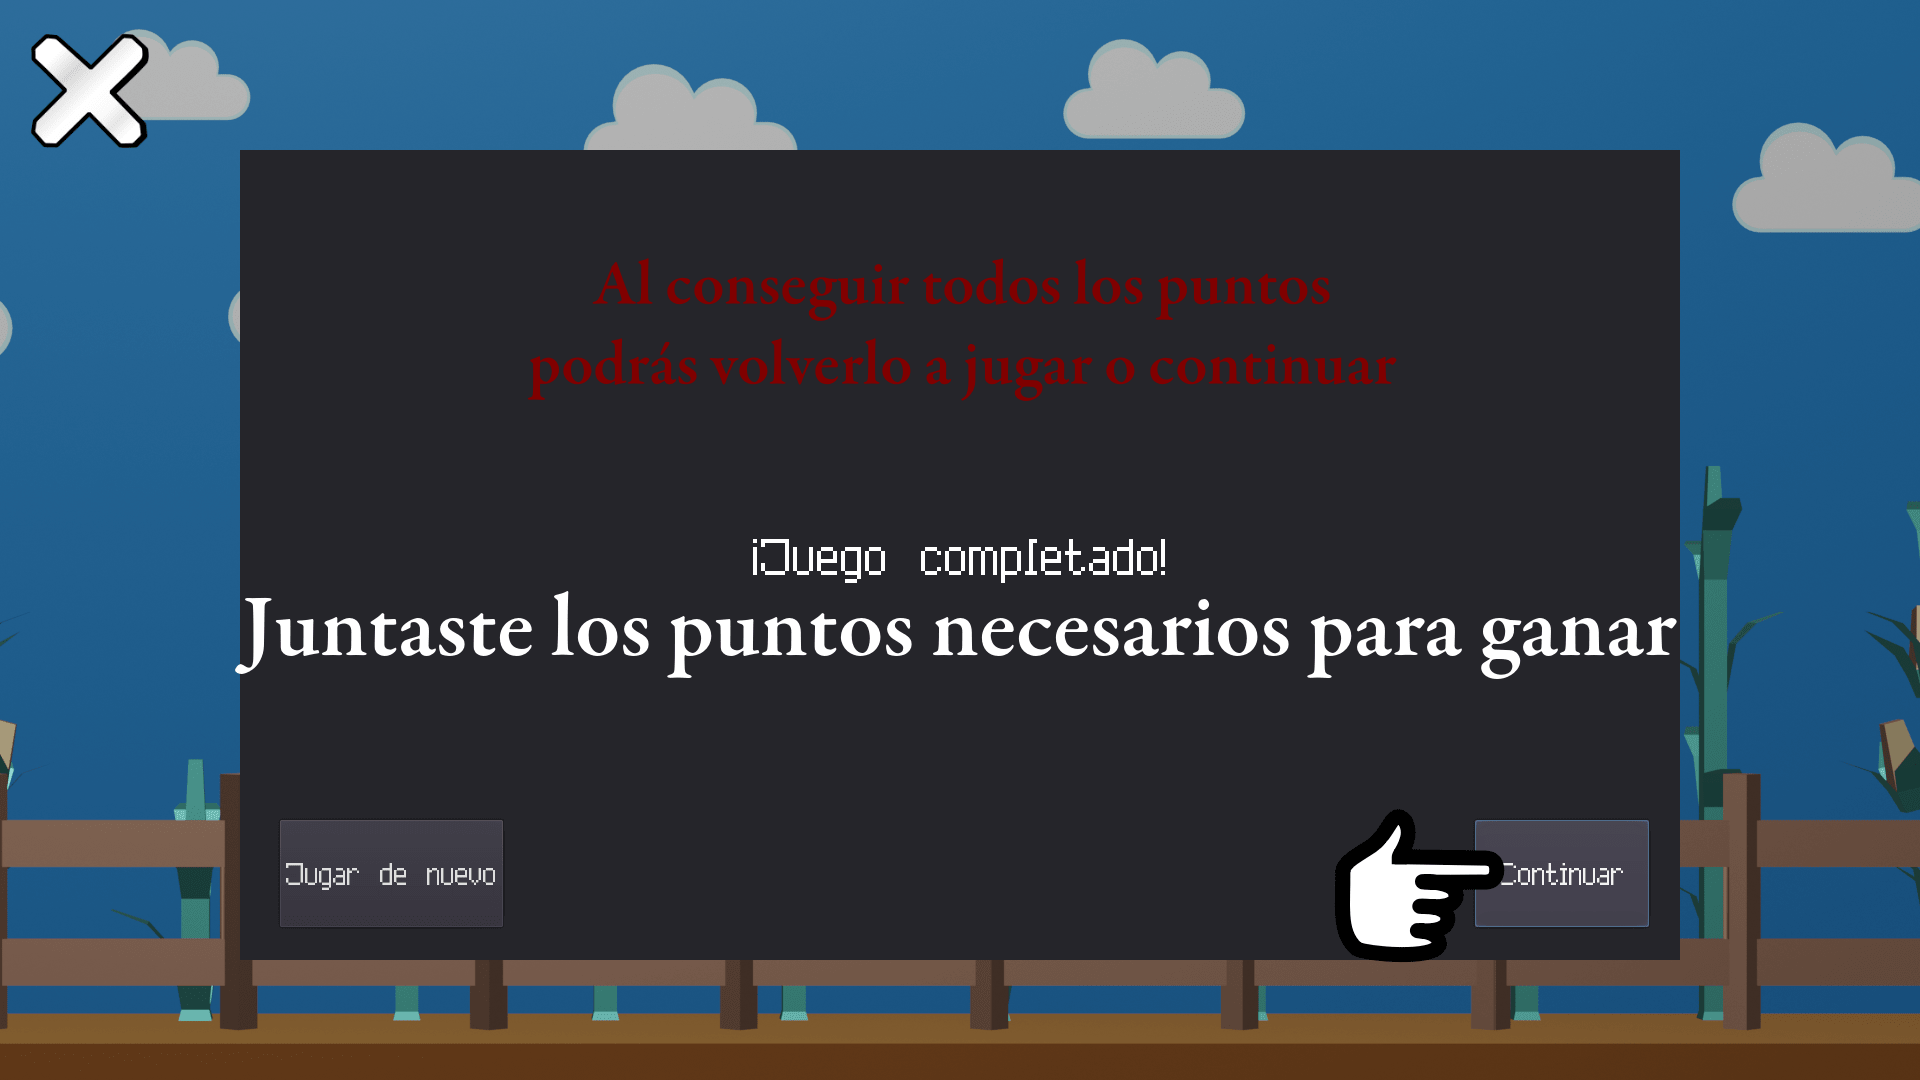 Al conseguir todos los puntos
podrás volverlo a jugar o continuar
¡Juego completado!
Juntaste los puntos necesarios para ganar
Jugar de nuevo
Continuar